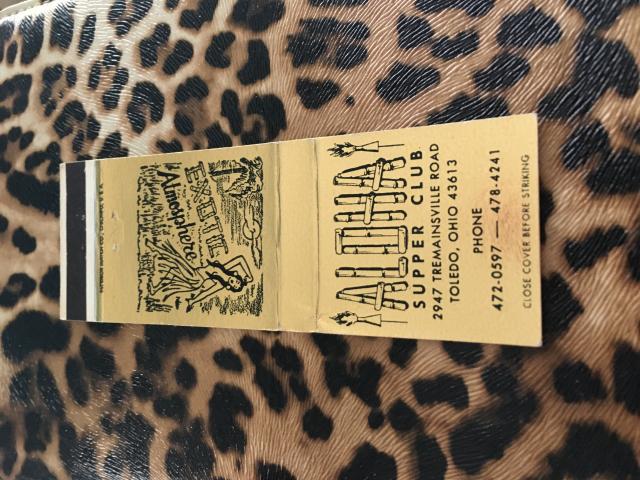 ALOHA
SUPPER CLUB
2947 TREMAINSVILLE ROAD
TOLEDO, OHIO 43613
PHONE
472-0597 — 478-4241
CLOSE COVER BEFORE STRIKING
EXOTIC
Atmosphere